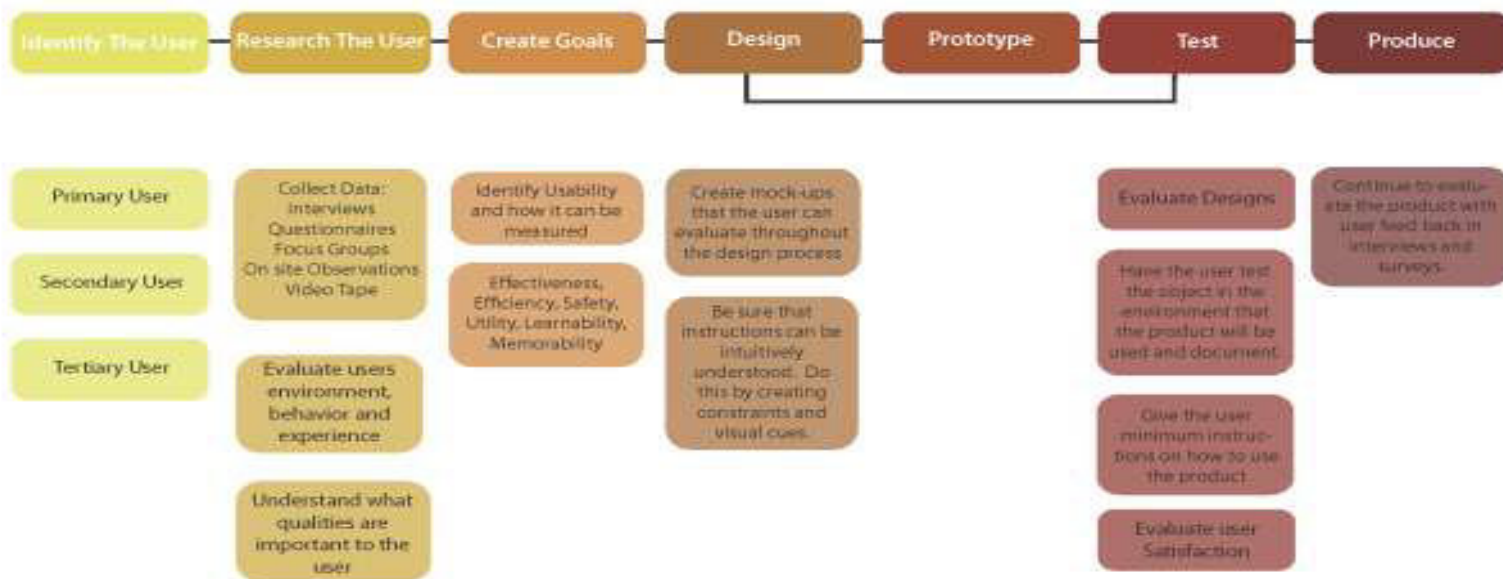 Identify The User
Research The User
Create Goals
Design
Prototype
Test
Produce
Primary User
Secondary User
Tertiary User
Collect Data:
Interviews
Questionnaires
Focus Groups
On site Observations
Video Tape
Evaluate users
environment,
behavior and
experience
Understand what
qualities are
important to the
user
Identify Usability
and how it can be
measured
Effectiveness,
Efficiency, Safety,
Utility, Learnability,
Memorability
Create mock-ups
that the user can
evaluate throughout
the design process
Be sure that
instructions can be
intuitively
understood. Do
this by creating
constraints and
visual cues.
Evaluate Designs
Have the user test
the object in the
environment that
the product will be
used and document
Give the user
minimum instruc-
tions on how to use
the product
Evaluate user
Satisfaction
Continue to evalu-
ate the product with
user feed back in
interviews and
surveys.